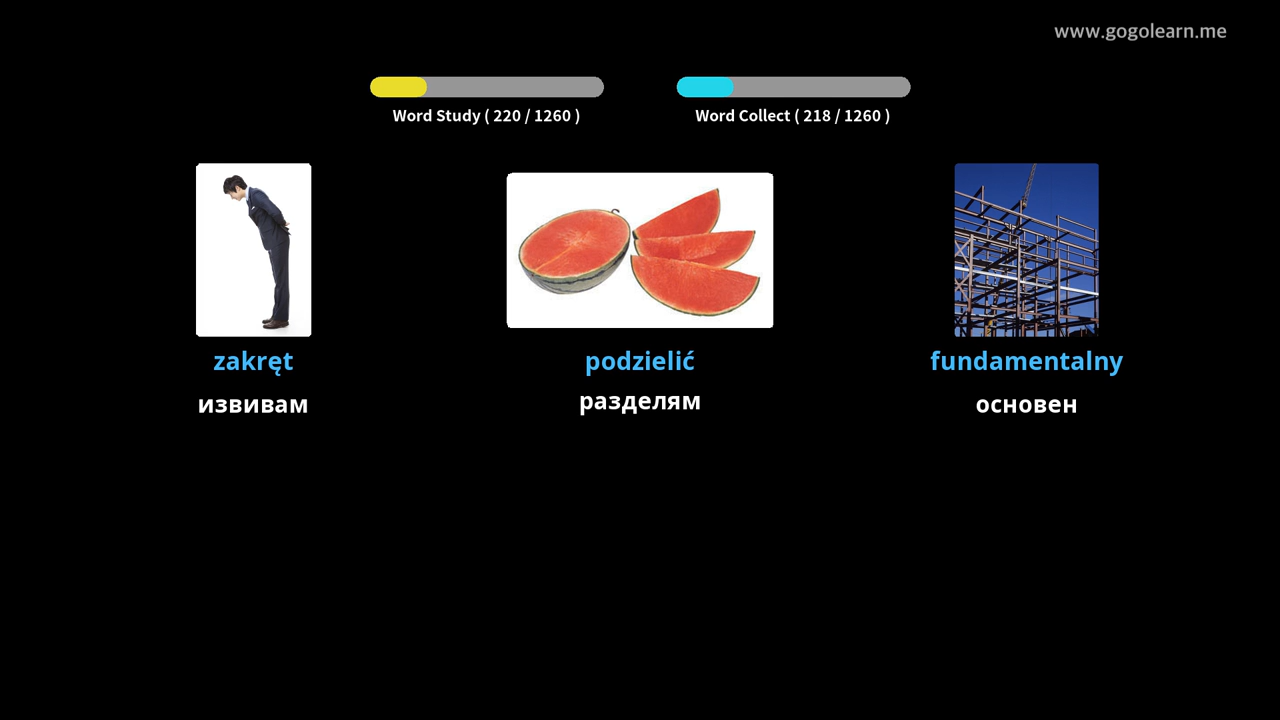 www.gogolearn.me
Word Study ( 220 / 1260 )
Word Collect ( 218 / 1260 )
zakręt
podzielić
fundamentalny
извивам
разделям
основен